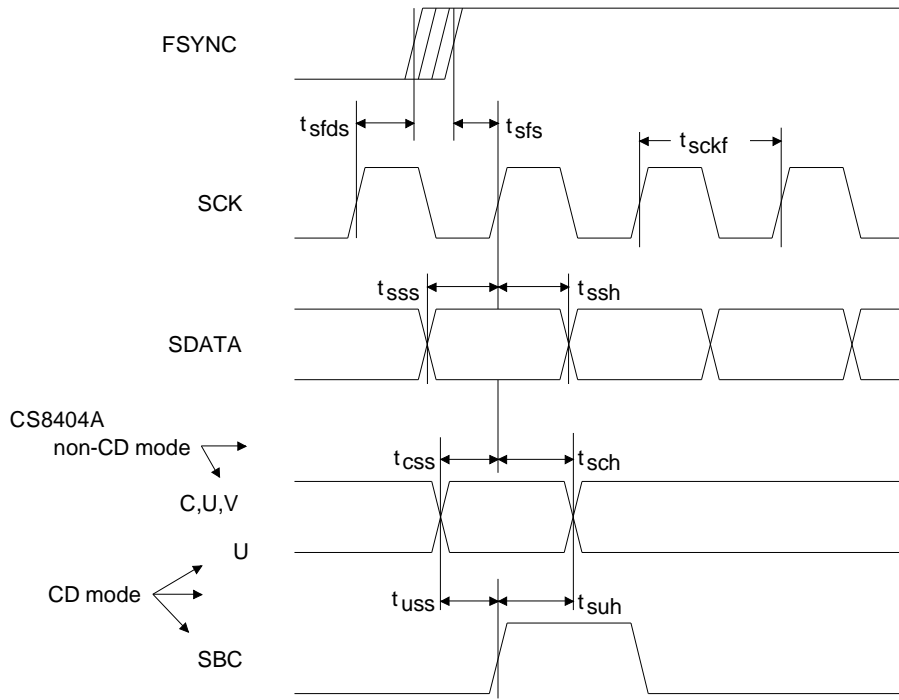 FSYNC
tsfds
tsfs
tsckf
SCK
tsss
tssh
SDATA
CS8404A
non-CD mode
tcss
tsch
C,U,V
U
CD mode
tuss
tsuh
SBC